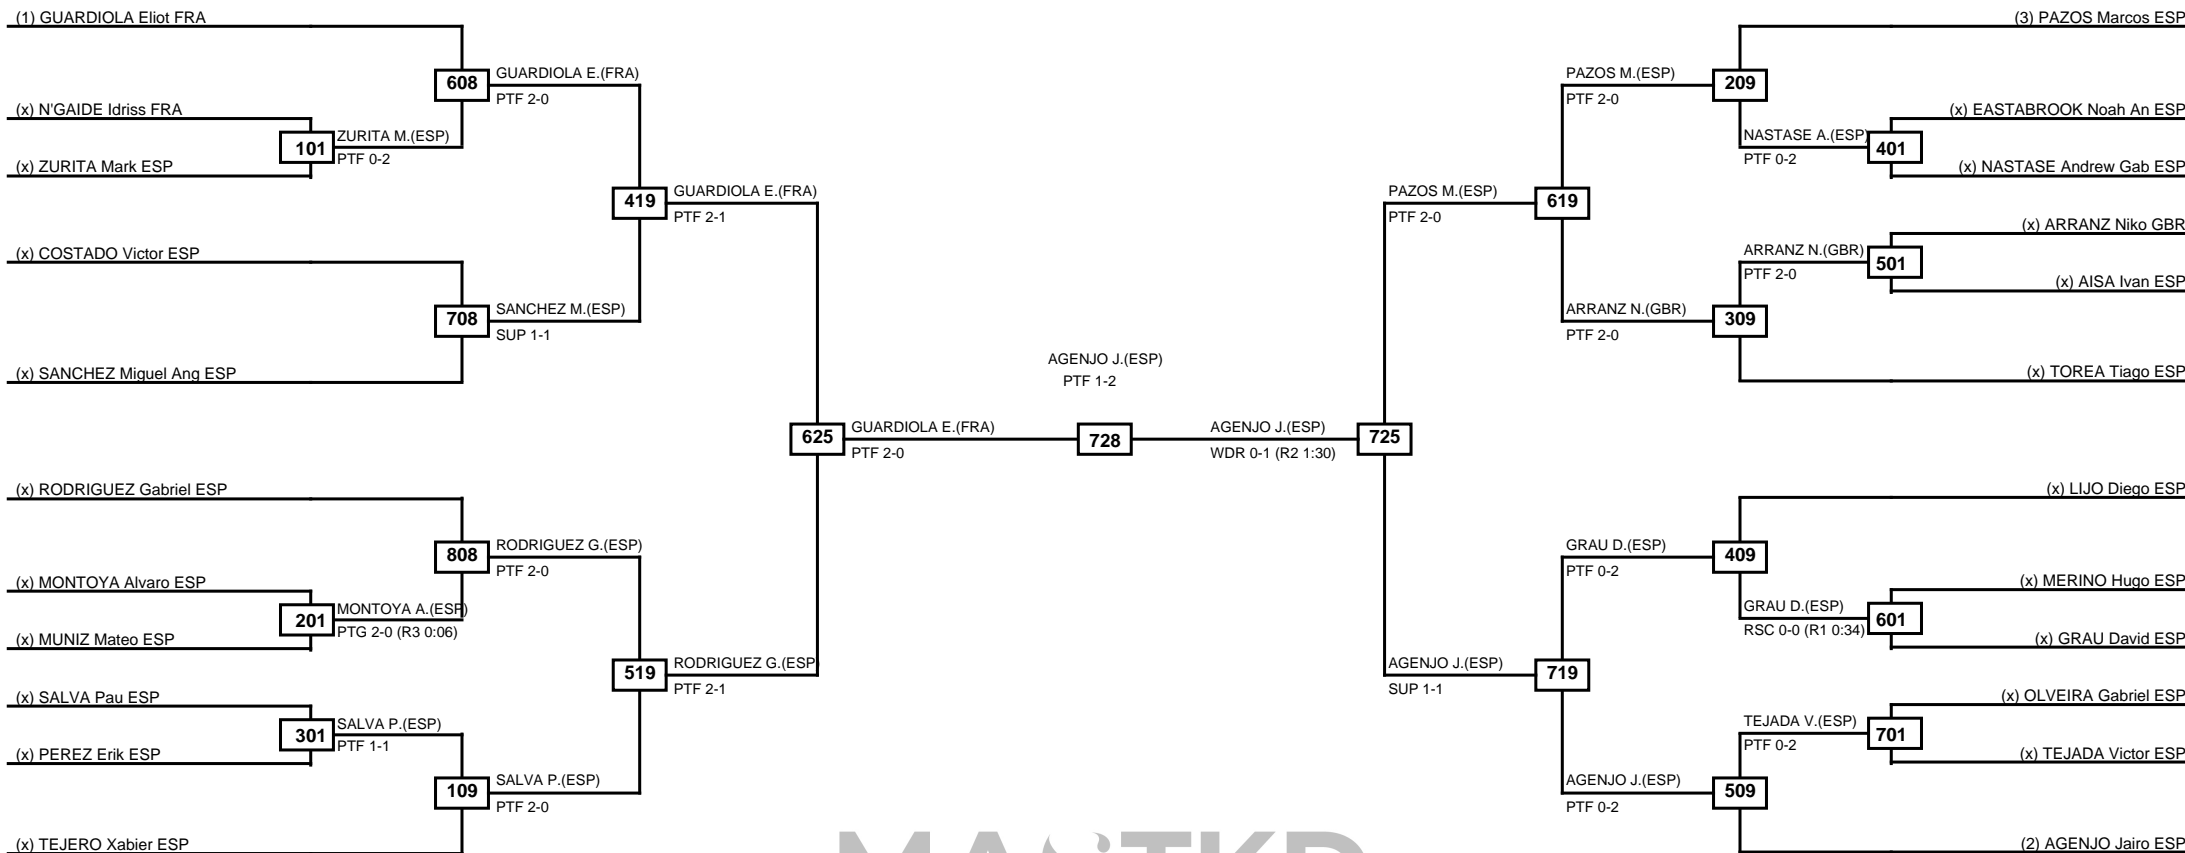 (1) GUARDIOLA Eliot FRA
(3) PAZOS Marcos ESP
608
GUARDIOLA E.(FRA)
PTF 2-0
PAZOS M.(ESP)
PTF 2-0
209
(x) N'GAIDE Idriss FRA
(x) EASTABROOK Noah An ESP
101
ZURITA M.(ESP)
PTF 0-2
NASTASE A.(ESP)
PTF 0-2
401
(x) ZURITA Mark ESP
(x) NASTASE Andrew Gab ESP
419
GUARDIOLA E.(FRA)
PTF 2-1
PAZOS M.(ESP)
PTF 2-0
619
(x) ARRANZ Niko GBR
(x) COSTADO Victor ESP
ARRANZ N.(GBR)
PTF 2-0
501
(x) AISA Ivan ESP
708
SANCHEZ M.(ESP)
SUP 1-1
ARRANZ N.(GBR)
PTF 2-0
309
AGENJO J.(ESP)
PTF 1-2
(x) SANCHEZ Miguel Ang ESP
(x) TOREA Tiago ESP
625
GUARDIOLA E.(FRA)
PTF 2-0
728
AGENJO J.(ESP)
WDR 0-1 (R2 1:30)
725
(x) RODRIGUEZ Gabriel ESP
(x) LIJO Diego ESP
808
RODRIGUEZ G.(ESP)
PTF 2-0
GRAU D.(ESP)
PTF 0-2
409
(x) MONTOYA Alvaro ESP
(x) MERINO Hugo ESP
201
MONTOYA A.(ESP)
PTG 2-0 (R3 0:06)
GRAU D.(ESP)
RSC 0-0 (R1 0:34)
601
(x) MUNIZ Mateo ESP
(x) GRAU David ESP
519
RODRIGUEZ G.(ESP)
PTF 2-1
AGENJO J.(ESP)
SUP 1-1
719
(x) SALVA Pau ESP
(x) OLVEIRA Gabriel ESP
301
SALVA P.(ESP)
PTF 1-1
TEJADA V.(ESP)
PTF 0-2
701
(x) PEREZ Erik ESP
(x) TEJADA Victor ESP
109
SALVA P.(ESP)
PTF 2-0
AGENJO J.(ESP)
PTF 0-2
509
(x) TEJERO Xabier ESP
(2) AGENJO Jairo ESP
MASTKD